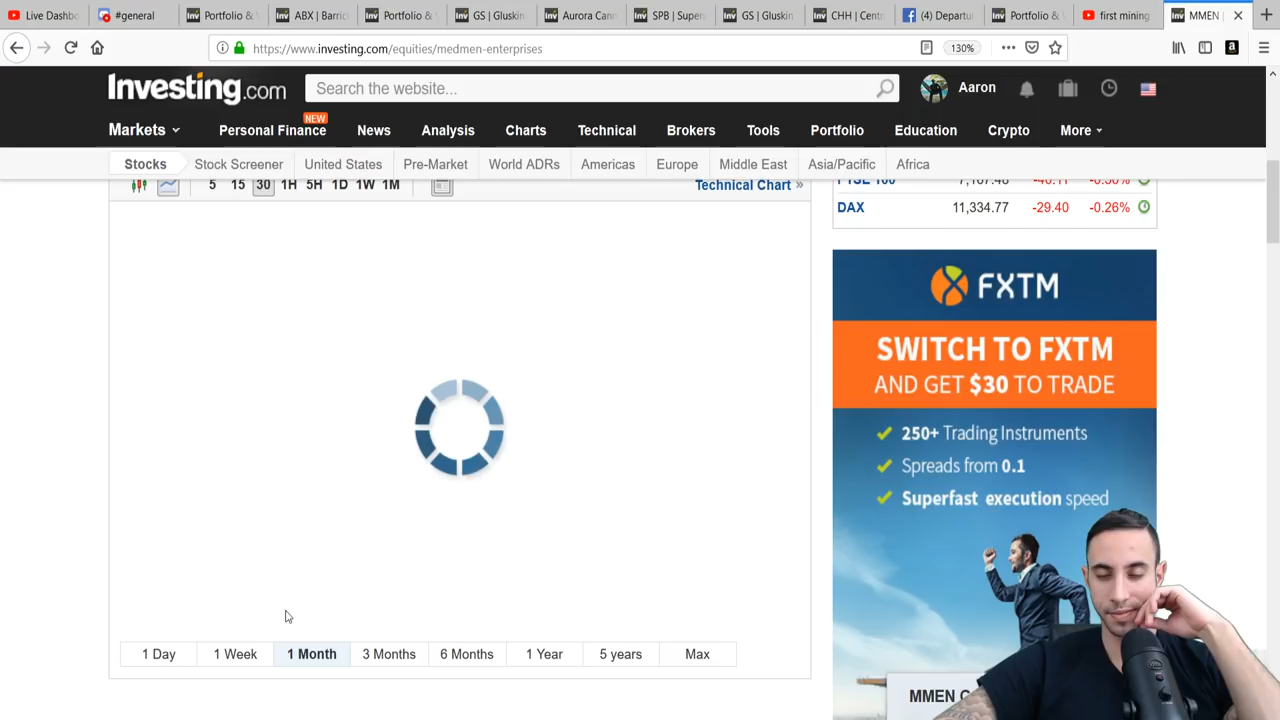 Live Dashb
#general
Portfolio &
ABX | Barric
Portfolio &
GS | Gluskin
Aurora Cann
SPB | Super
GS | Gluskin
CHH | Centr
(4) Departu
Portfolio &
first mining
MMEN |
https://www.investing.com/equities/medmen-enterprises
130%
Investing.com
Search the website...
Aaron
NEW
Markets
Personal Finance
News
Analysis
Charts
Technical
Brokers
Tools
Portfolio
Education
Crypto
More
Stocks
Stock Screener
United States
Pre-Market
World ADRs
Americas
Europe
Middle East
Asia/Pacific
Africa
5 15 30 1H 5H 1D 1W 1M
Technical Chart »
DAX 11,334.77 -29.40 -0.26%
FXTM
SWITCH TO FXTM
AND GET $30 TO TRADE
250+ Trading Instruments
Spreads from 0.1
Superfast execution speed
1 Day
1 Week
1 Month
3 Months
6 Months
1 Year
5 years
Max
MMEN